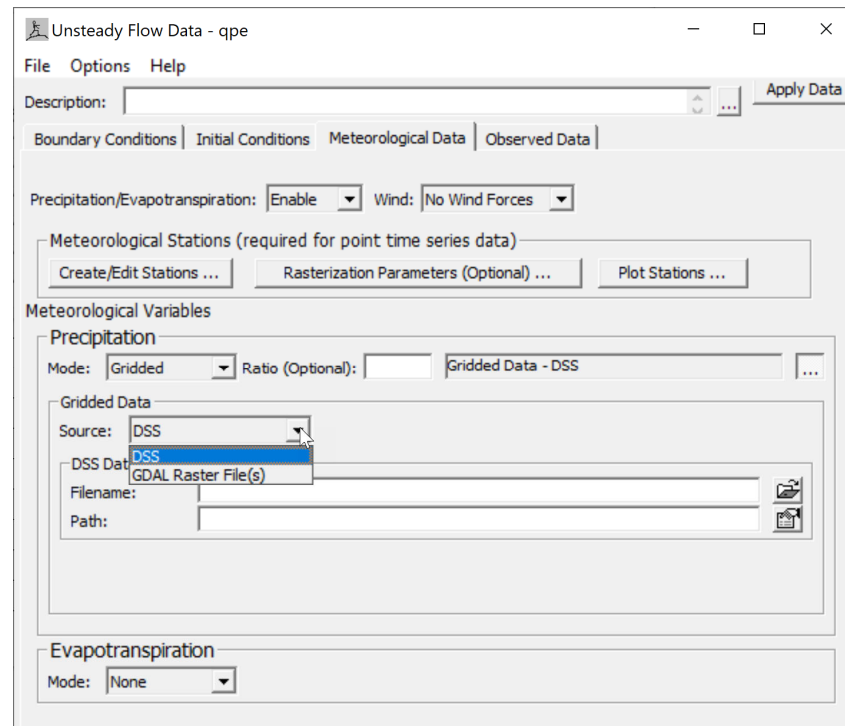 Unsteady Flow Data - qpe
File Options Help
Description: ... Apply Data
Boundary Conditions Initial Conditions Meteorological Data Observed Data
Precipitation/Evapotranspiration: Enable Wind: No Wind Forces
Meteorological Stations (required for point time series data)
Create/Edit Stations ... Rasterization Parameters (Optional) ... Plot Stations ...
Meteorological Variables
Precipitation
Mode: Gridded Ratio (Optional): Gridded Data - DSS ...
Gridded Data
Source: DSS
DSS
DSS Dat
GDAL Raster File(s)
Filename:
Path:
Evapotranspiration
Mode: None